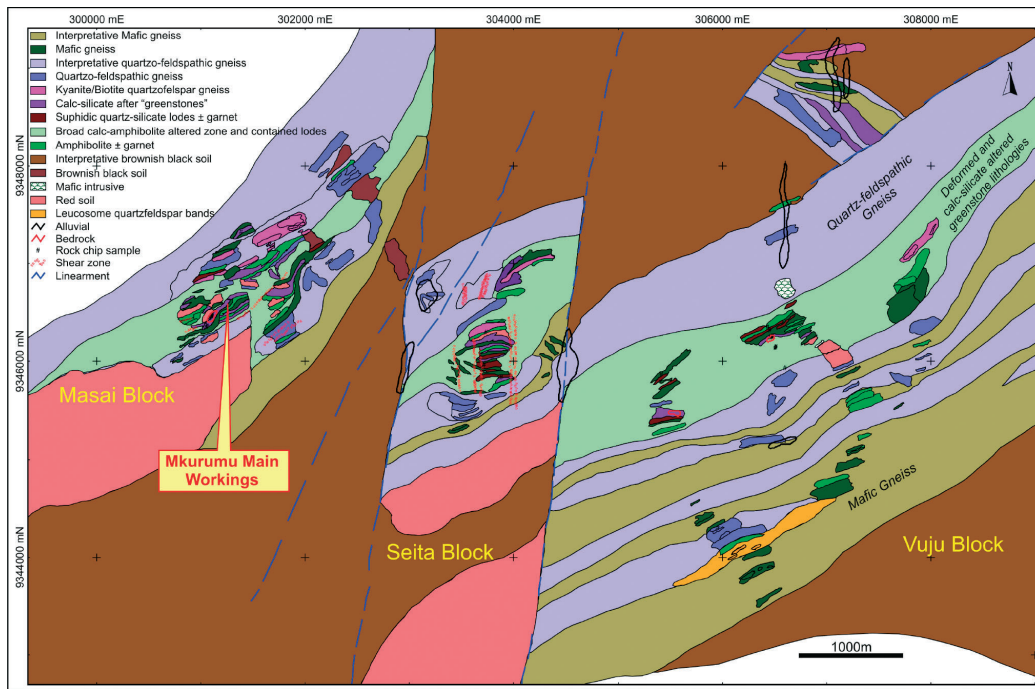 300000 mE
302000 mE
304000 mE
306000 mE
308000 mE
Interpretative Mafic gneiss
Mafic gneiss
Interpretative quartzo-feldspathic gneiss
Quartzo-feldspathic gneiss
Kyanite/Biotite quartzofelspar gneiss
Calc-silicate after "greenstones"
Suphidic quartz-silicate lodes ± garnet
Broad calc-amphibolite altered zone and contained lodes
Amphibolite ± garnet
Interpretative brownish black soil
Brownish black soil
Mafic intrusive
Red soil
Leucosome quartzfeldspar bands
Alluvial
Bedrock
Rock chip sample
Shear zone
Linearment
N
9348000 mN
9346000 mN
9344000 mN
Quartz-feldspathic
Gneiss
Deformed and
calc-silicate altered
greenstone lithologies
Masai Block
Mkurumu Main
Workings
Mafic Gneiss
Seita Block
Vuju Block
1000m